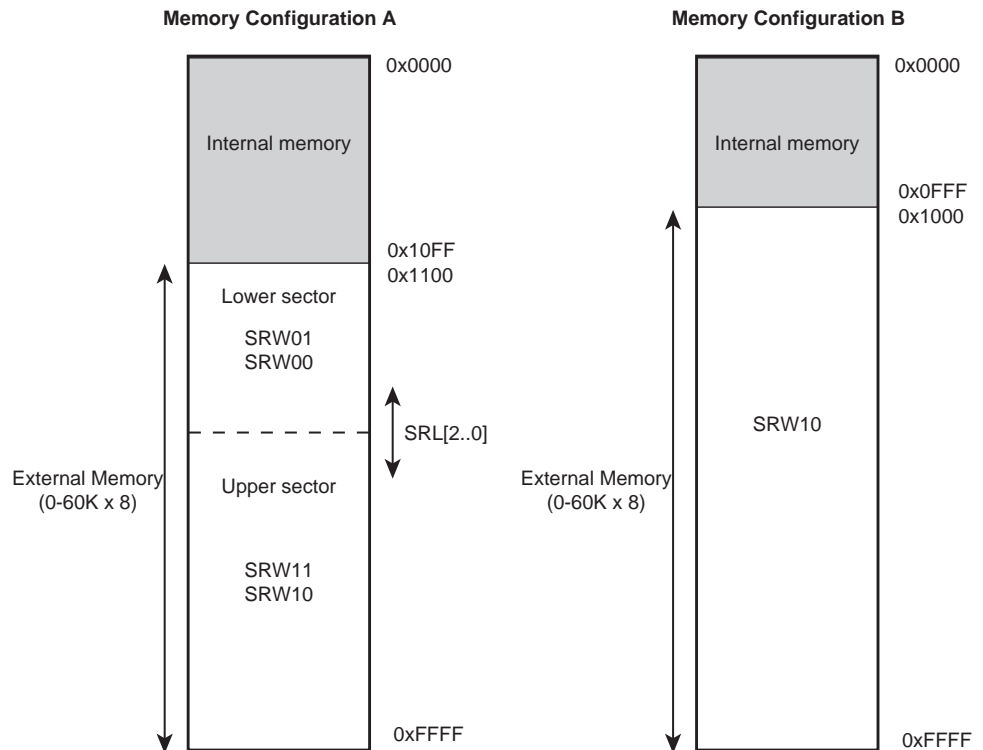 Memory Configuration A
0x0000
Internal memory
0x10FF
0x1100
Lower sector
SRW01
SRW00
SRL[2..0]
External Memory
(0-60K x 8)
Upper sector
SRW11
SRW10
0xFFFF
Memory Configuration B
0x0000
Internal memory
0x0FFF
0x1000
SRW10
External Memory
(0-60K x 8)
0xFFFF